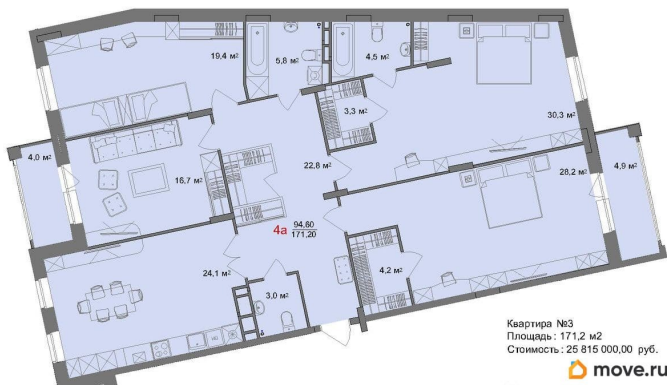 19,4 м2
5,8 м2
4,5 м2
3,3 м2
30,3 м2
4,0 м2
16,7 м2
22,8 м2
28,2 м2
4,9 м2
4а
94.60
171,20
24,1 м2
3,0 м2
4,2 м2
Квартира №3
Площадь: 171,2 м2
Стоимость: 25 815 000,00 руб.
move.ru